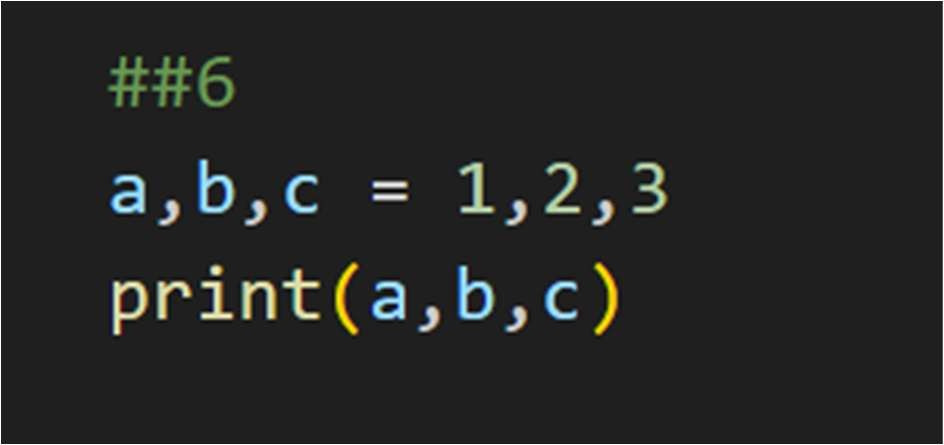 ##6
a,b,c = 1,2,3
print(a,b,c)